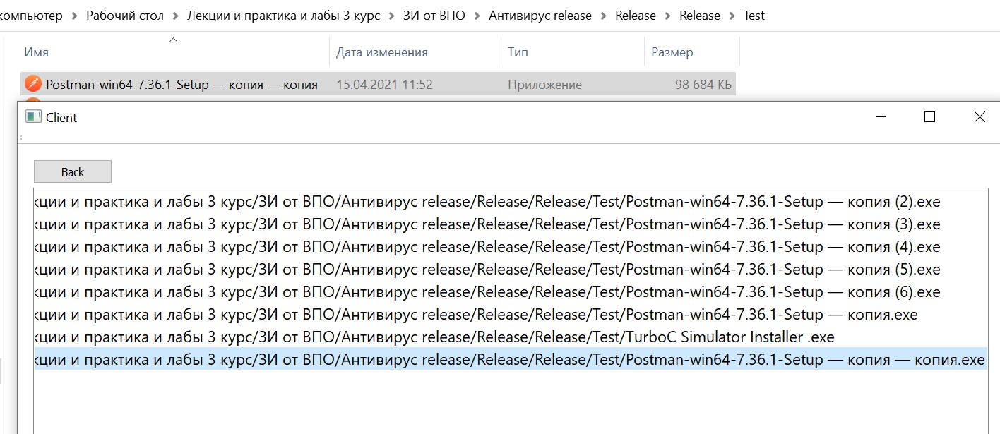 компьютер > Рабочий стол > Лекции и практика и лабы 3 курс > ЗИ от ВПО > Антивирус release > Release > Release > Test
Имя Дата изменения Тип Размер
Postman-win64-7.36.1-Setup — копия — копия 15.04.2021 11:52 Приложение 98 684 КБ
Client
Back
кции и практика и лабы 3 курс/ЗИ от ВПО/Антивирус release/Release/Release/Test/Postman-win64-7.36.1-Setup — копия (2).exe
кции и практика и лабы 3 курс/ЗИ от ВПО/Антивирус release/Release/Release/Test/Postman-win64-7.36.1-Setup — копия (3).exe
кции и практика и лабы 3 курс/ЗИ от ВПО/Антивирус release/Release/Release/Test/Postman-win64-7.36.1-Setup — копия (4).exe
кции и практика и лабы 3 курс/ЗИ от ВПО/Антивирус release/Release/Release/Test/Postman-win64-7.36.1-Setup — копия (5).exe
кции и практика и лабы 3 курс/ЗИ от ВПО/Антивирус release/Release/Release/Test/Postman-win64-7.36.1-Setup — копия (6).exe
кции и практика и лабы 3 курс/ЗИ от ВПО/Антивирус release/Release/Release/Test/Postman-win64-7.36.1-Setup — копия.exe
кции и практика и лабы 3 курс/ЗИ от ВПО/Антивирус release/Release/Release/Test/TurboC Simulator Installer .exe
кции и практика и лабы 3 курс/ЗИ от ВПО/Антивирус release/Release/Release/Test/Postman-win64-7.36.1-Setup — копия — копия.exe